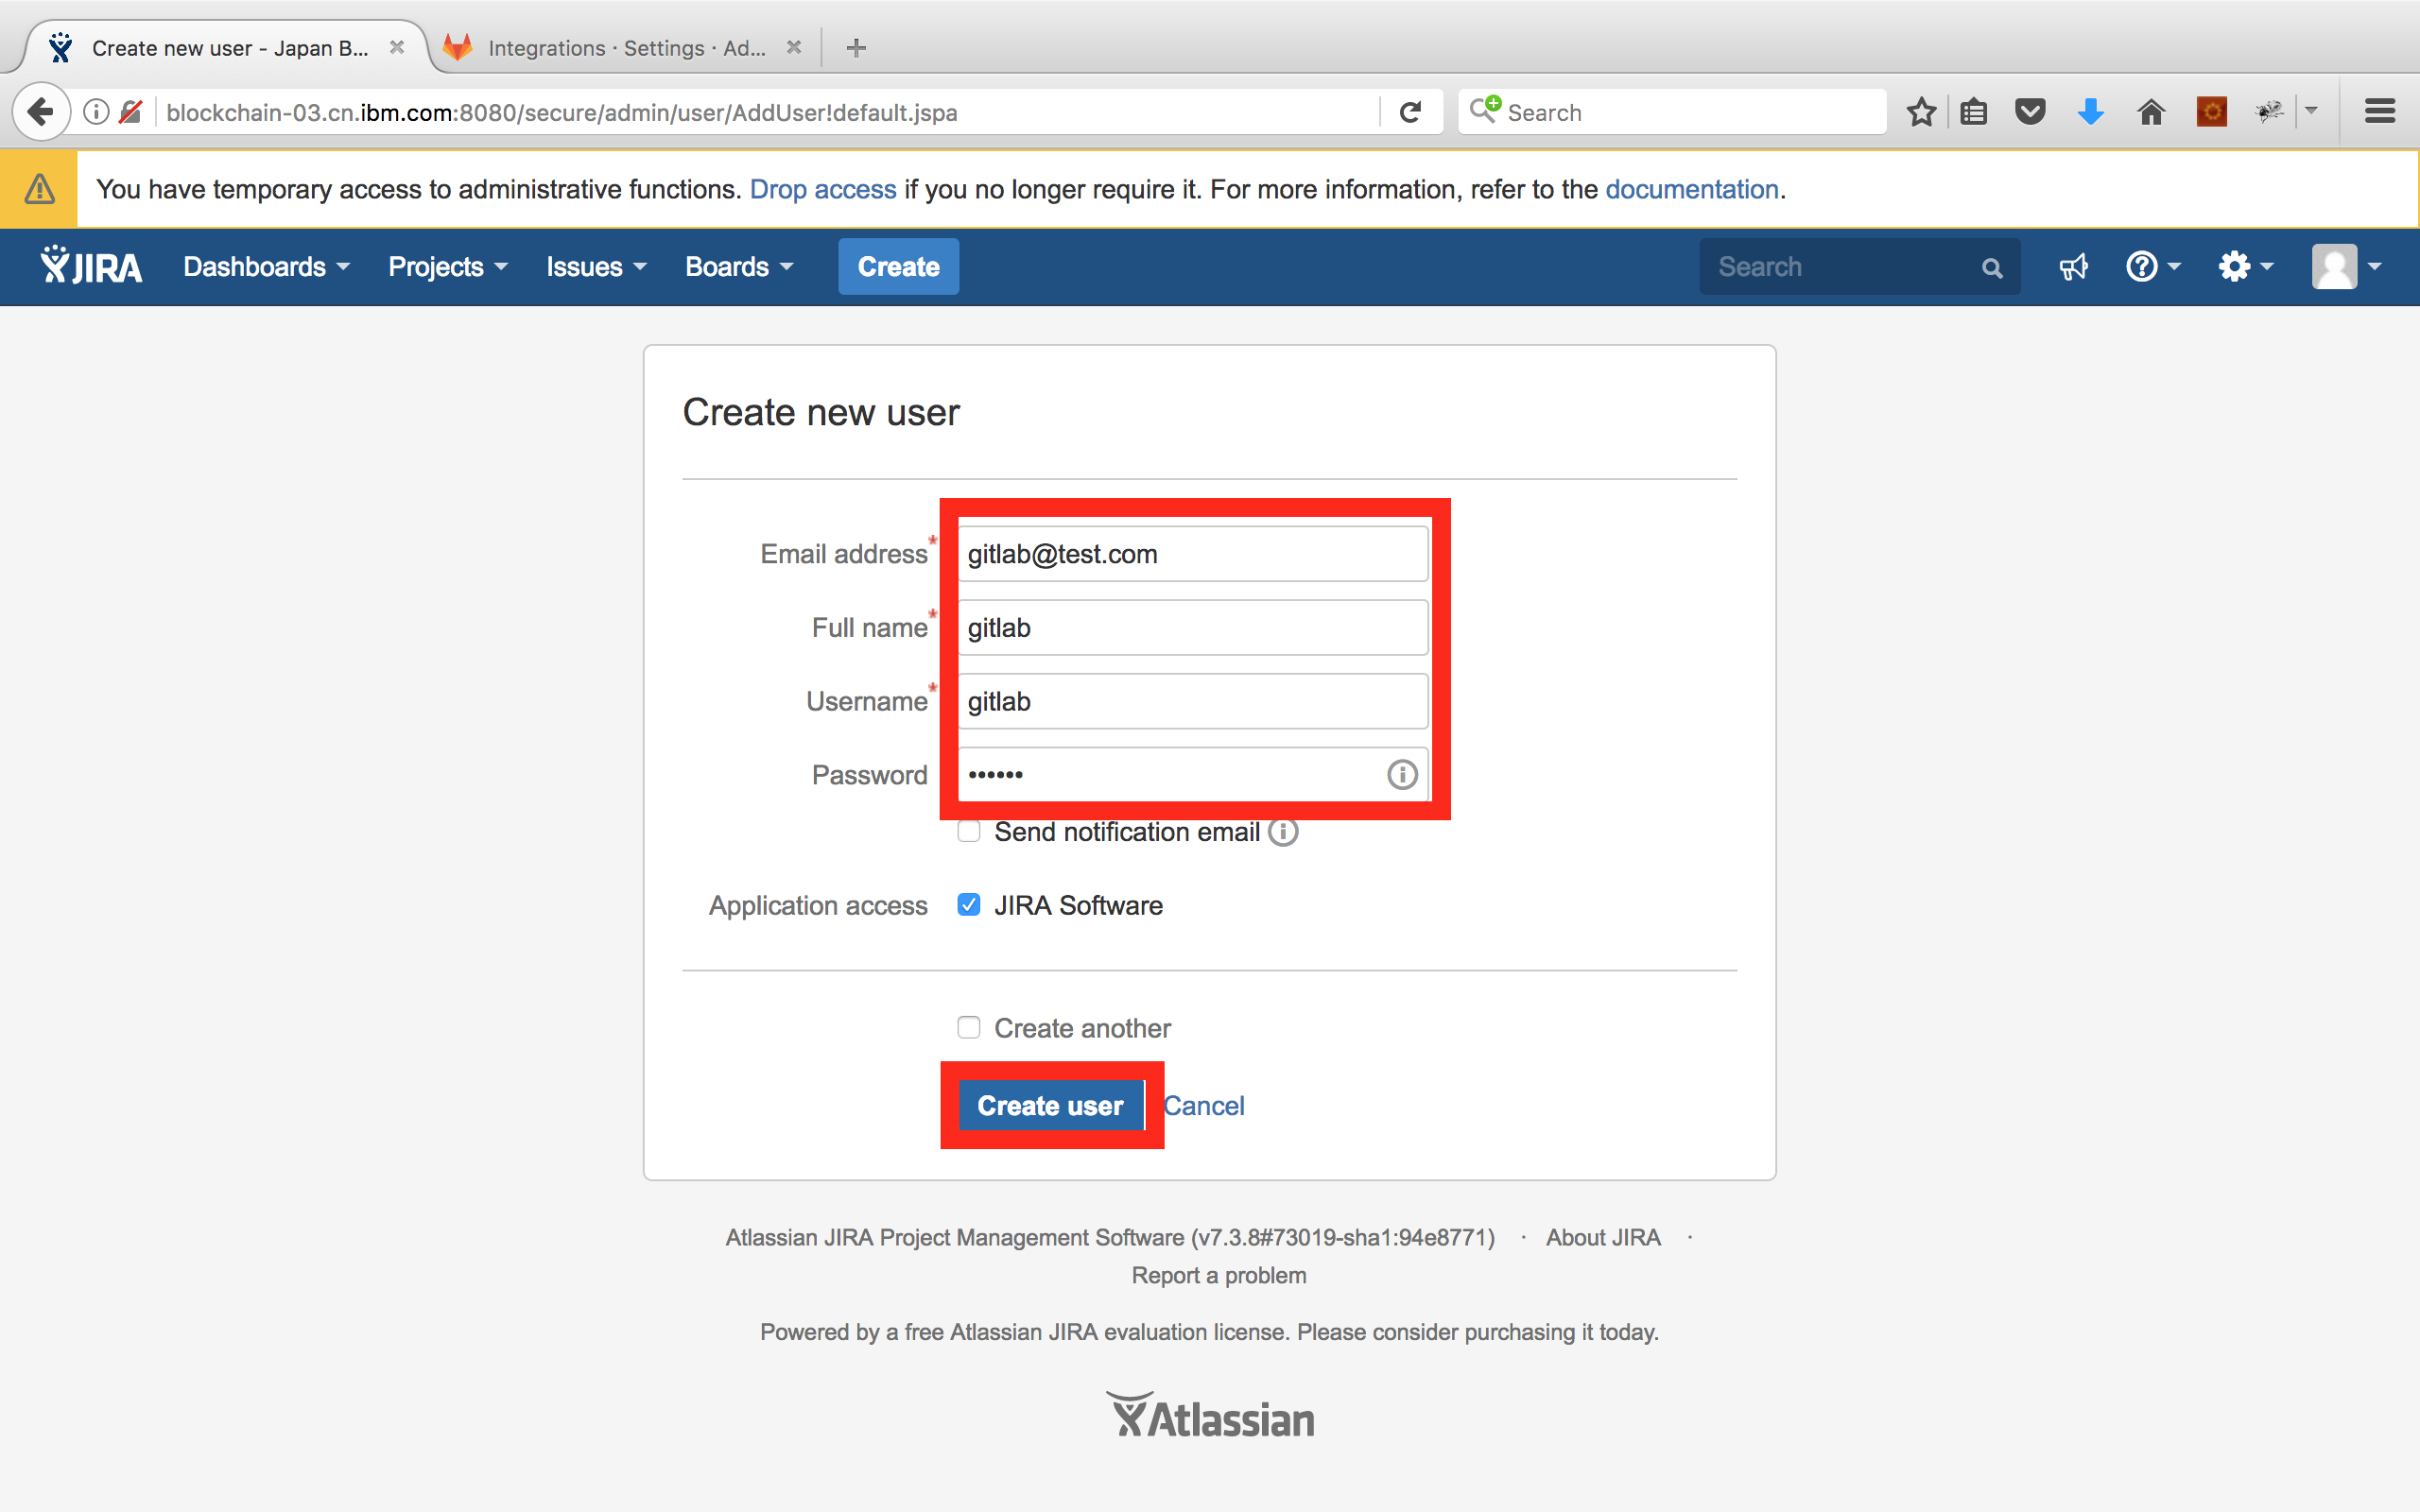 Create new user - Japan B...
Integrations · Settings · Ad...
blockchain-03.cn.ibm.com:8080/secure/admin/user/AddUser!default.jspa
Search
You have temporary access to administrative functions. Drop access if you no longer require it. For more information, refer to the documentation.
JIRA Dashboards Projects Issues Boards Create Search
Create new user
Email address* gitlab@test.com
Full name* gitlab
Username* gitlab
Password ••••••
Send notification email
Application access JIRA Software
Create another
Create user Cancel
Atlassian JIRA Project Management Software (v7.3.8#73019-sha1:94e8771) · About JIRA ·
Report a problem
Powered by a free Atlassian JIRA evaluation license. Please consider purchasing it today.
Atlassian